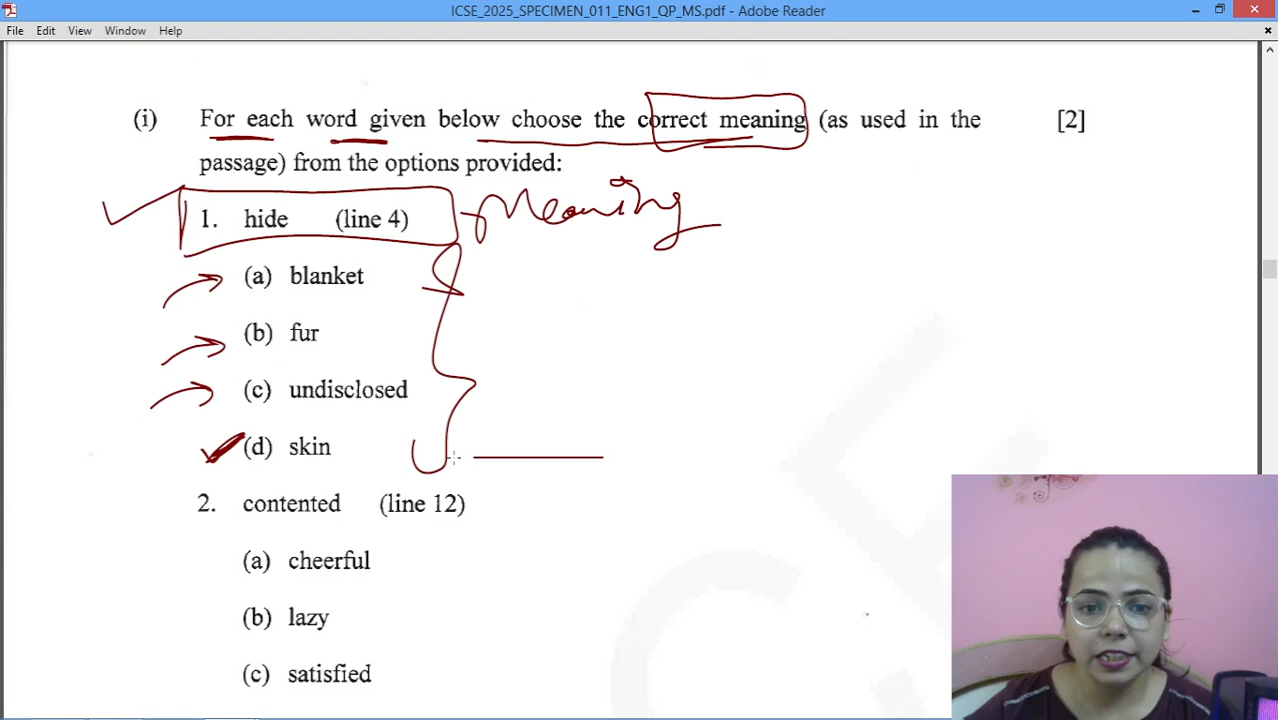 ICSE_2025_SPECIMEN_011_ENG1_QP_MS.pdf - Adobe Reader
File Edit View Window Help
(i) For each word given below choose the correct meaning (as used in the [2]
passage) from the options provided:
1. hide (line 4) Meaning
(a) blanket
(b) fur
(c) undisclosed
(d) skin
2. contented (line 12)
(a) cheerful
(b) lazy
(c) satisfied